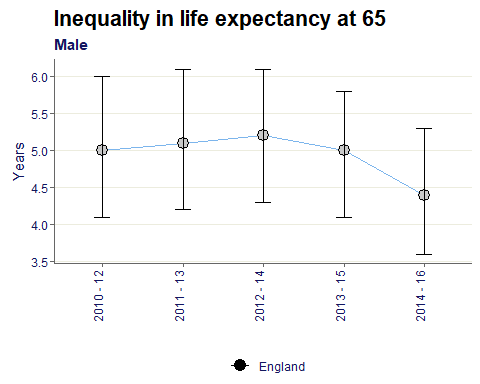 Inequality in life expectancy at 65
Male
Years
6.0
5.5
5.0
4.5
4.0
3.5
2010 - 12
2011 - 13
2012 - 14
2013 - 15
2014 - 16
England